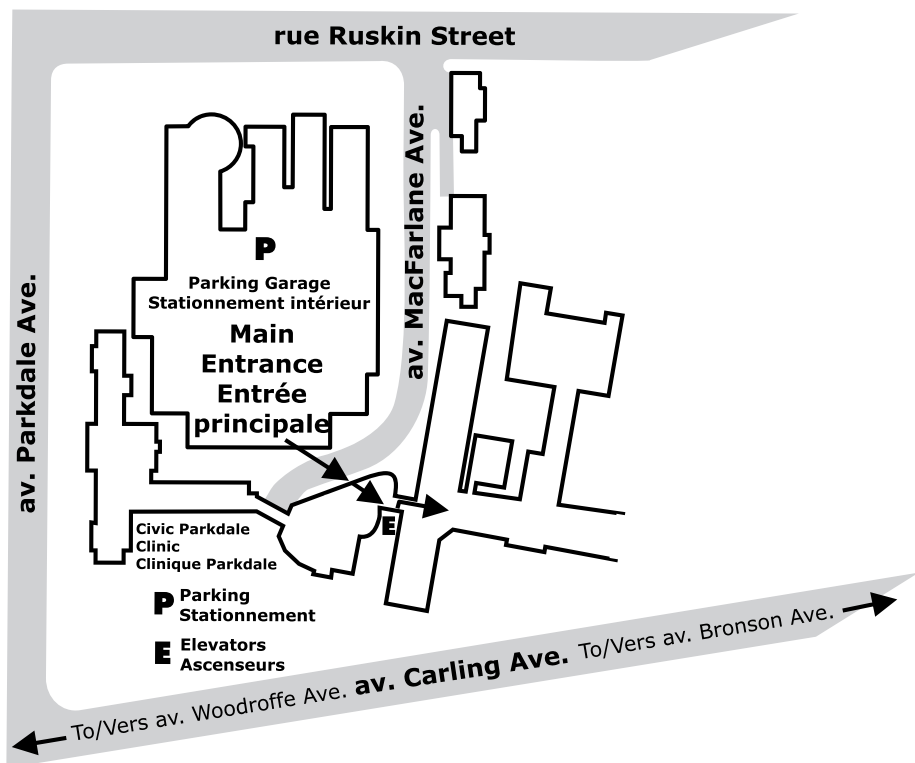 rue Ruskin Street
av. MacFarlane Ave.
av. Parkdale Ave.
P
Parking Garage
Stationnement intérieur
Main
Entrance
Entrée
principale
E
Civic Parkdale
Clinic
Clinique Parkdale
P Parking
Stationnement
E Elevators
Ascenseurs
To/Vers av. Woodroffe Ave. av. Carling Ave. To/Vers av. Bronson Ave.